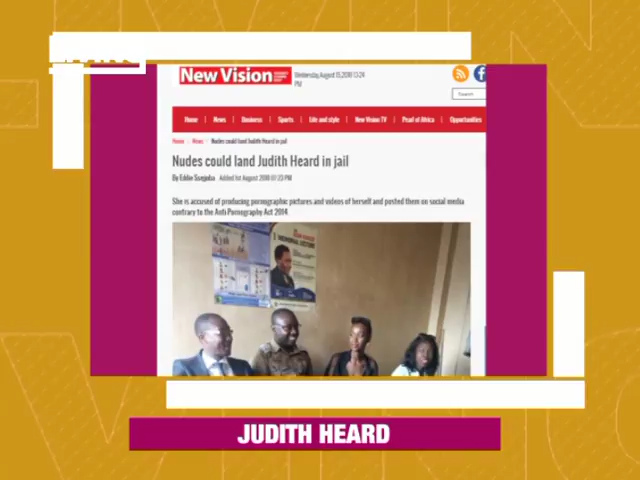 New Vision
Wednesday, August 15, 2018 13:24
PM
Search
Home | News | Business | Sports | Life and style | New Vision TV | Pearl of Africa | Opportunities
Home News Nudes could land Judith Heard in jail
Nudes could land Judith Heard in jail
By Eddie Ssejjoba Added 1st August 2018 07:23 PM
She is accused of producing pornographic pictures and videos of herself and posted them on social media
contrary to the Anti Pornography Act 2014.
JUDITH HEARD